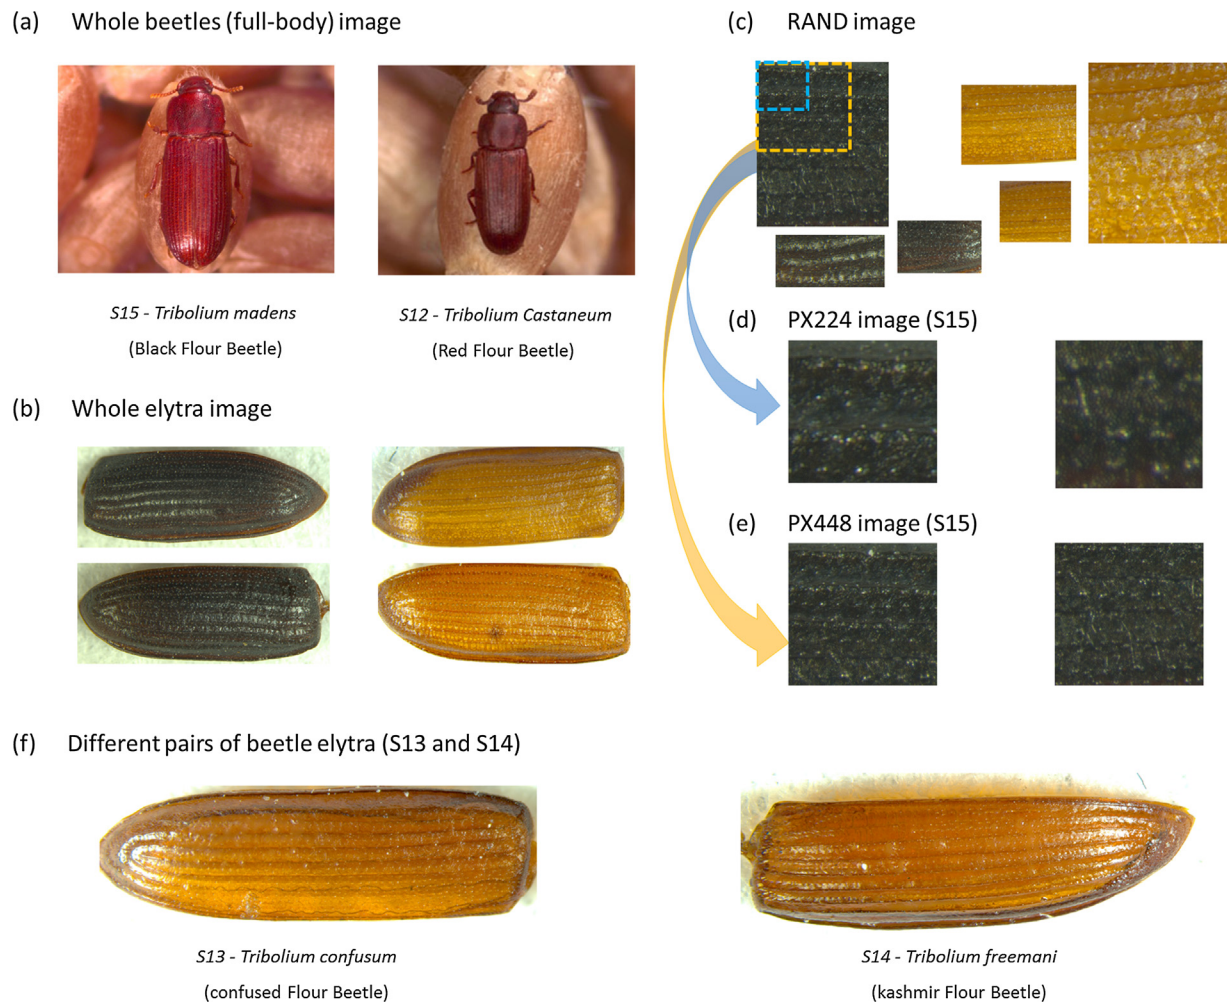 (a) Whole beetles (full-body) image
S15 - Tribolium madens
(Black Flour Beetle)
S12 - Tribolium Castaneum
(Red Flour Beetle)
(b) Whole elytra image
(c) RAND image
(d) PX224 image (S15)
(e) PX448 image (S15)
(f) Different pairs of beetle elytra (S13 and S14)
S13 - Tribolium confusum
(confused Flour Beetle)
S14 - Tribolium freemani
(kashmir Flour Beetle)